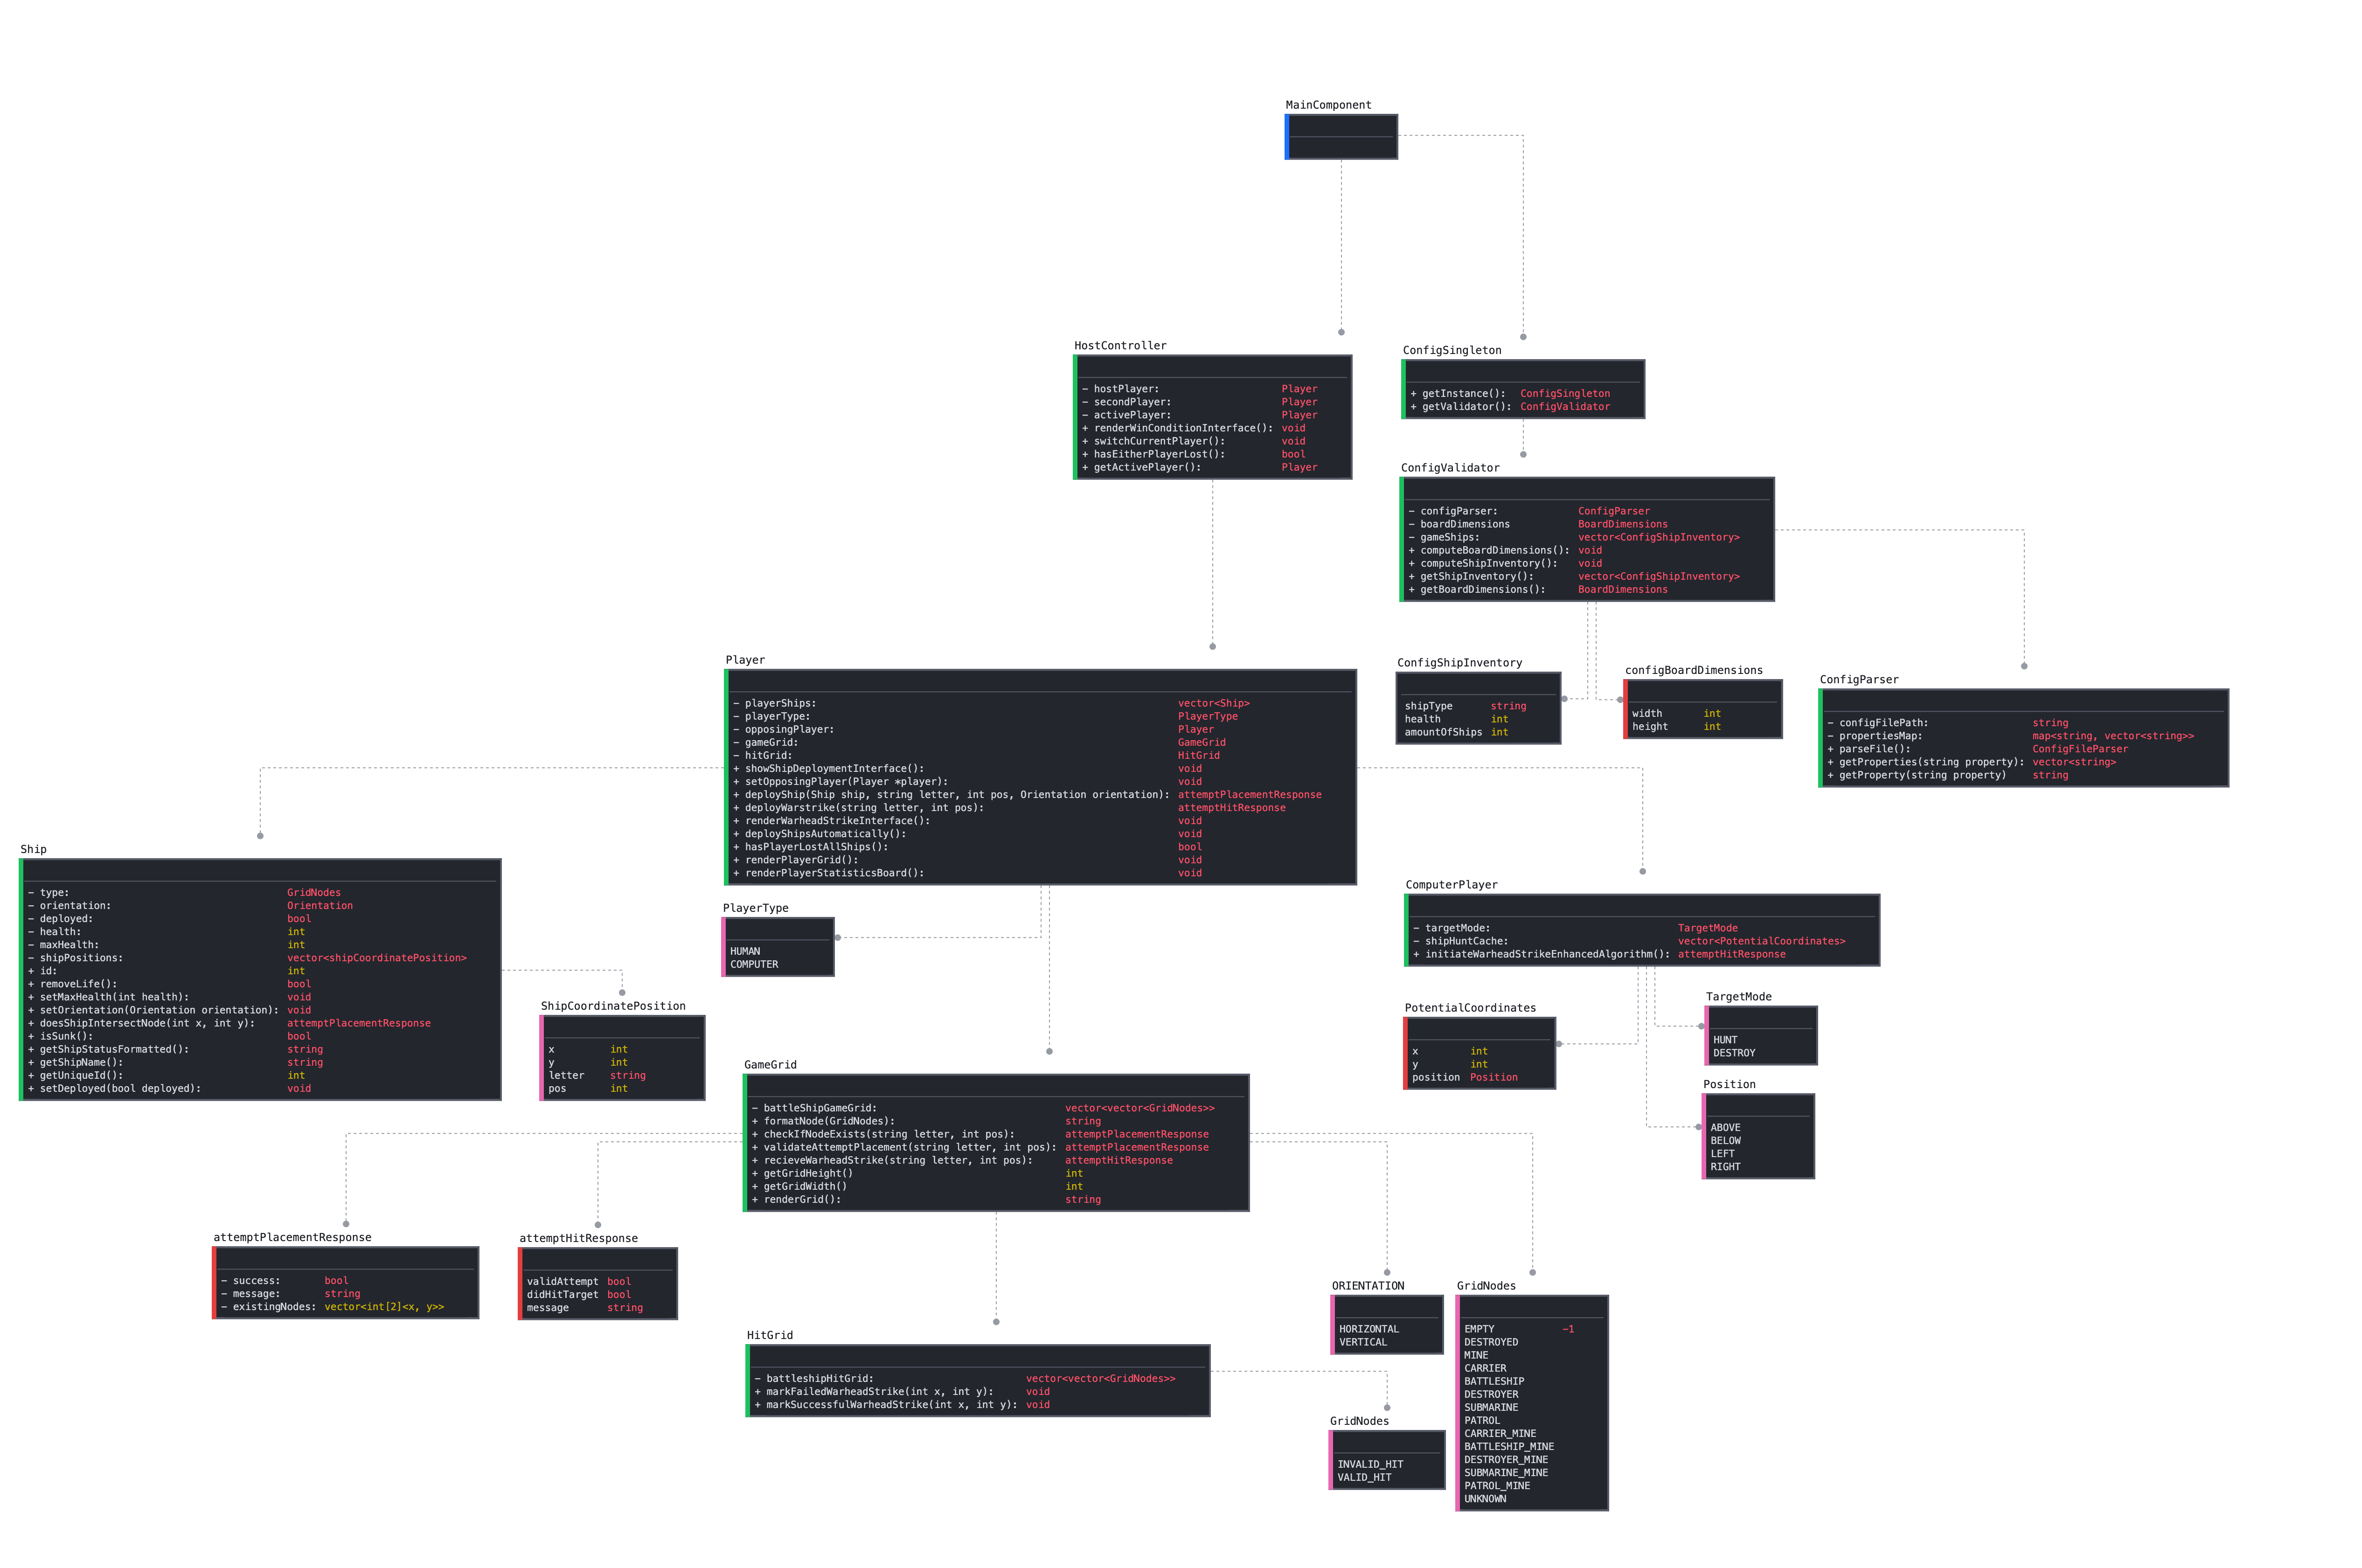 MainComponent
HostController
- hostPlayer: Player
- secondPlayer: Player
- activePlayer: Player
+ renderWinConditionInterface(): void
+ switchCurrentPlayer(): void
+ hasEitherPlayerLost(): bool
+ getActivePlayer(): Player
ConfigSingleton
+ getInstance(): ConfigSingleton
+ getValidator(): ConfigValidator
ConfigValidator
- configParser: ConfigParser
- boardDimensions BoardDimensions
- gameShips: vector<ConfigShipInventory>
+ computeBoardDimensions(): void
+ computeShipInventory(): void
+ getShipInventory(): vector<ConfigShipInventory>
+ getBoardDimensions(): BoardDimensions
Player
- playerShips: vector<Ship>
- playerType: PlayerType
- opposingPlayer: Player
- gameGrid: GameGrid
- hitGrid: HitGrid
+ showShipDeploymentInterface(): void
+ setOpposingPlayer(Player *player): void
+ deployShip(Ship ship, string letter, int pos, Orientation orientation): attemptPlacementResponse
+ deployWarstrike(string letter, int pos): attemptHitResponse
+ renderWarheadStrikeInterface(): void
+ deployShipsAutomatically(): void
+ hasPlayerLostAllShips(): bool
+ renderPlayerGrid(): void
+ renderPlayerStatisticsBoard(): void
ConfigShipInventory
shipType string
health int
amountOfShips int
configBoardDimensions
width int
height int
ConfigParser
- configFilePath: string
- propertiesMap: map<string, vector<string>>
+ parseFile(): ConfigFileParser
+ getProperties(string property): vector<string>
+ getProperty(string property) string
Ship
- type: GridNodes
- orientation: Orientation
- deployed: bool
- health: int
- maxHealth: int
- shipPositions: vector<shipCoordinatePosition>
+ id: int
+ removeLife(): bool
+ setMaxHealth(int health): void
+ setOrientation(Orientation orientation): void
+ doesShipIntersectNode(int x, int y): attemptPlacementResponse
+ isSunk(): bool
+ getShipStatusFormatted(): string
+ getShipName(): string
+ getUniqueId(): int
+ setDeployed(bool deployed): void
ShipCoordinatePosition
x int
y int
letter string
pos int
PlayerType
HUMAN
COMPUTER
ComputerPlayer
- targetMode: TargetMode
- shipHuntCache: vector<PotentialCoordinates>
+ initiateWarheadStrikeEnhancedAlgorithm(): attemptHitResponse
PotentialCoordinates
x int
y int
position Position
TargetMode
HUNT
DESTROY
Position
ABOVE
BELOW
LEFT
RIGHT
GameGrid
- battleShipGameGrid: vector<vector<GridNodes>>
+ formatNode(GridNodes): string
+ checkIfNodeExists(string letter, int pos): attemptPlacementResponse
+ validateAttemptPlacement(string letter, int pos): attemptPlacementResponse
+ recieveWarheadStrike(string letter, int pos): attemptHitResponse
+ getGridHeight() int
+ getGridWidth() int
+ renderGrid(): string
attemptPlacementResponse
- success: bool
- message: string
- existingNodes: vector<int[2]<x, y>>
attemptHitResponse
validAttempt bool
didHitTarget bool
message string
HitGrid
- battleshipHitGrid: vector<vector<GridNodes>>
+ markFailedWarheadStrike(int x, int y): void
+ markSuccessfulWarheadStrike(int x, int y): void
ORIENTATION
HORIZONTAL
VERTICAL
GridNodes
INVALID_HIT
VALID_HIT
GridNodes
EMPTY -1
DESTROYED
MINE
CARRIER
BATTLESHIP
DESTROYER
SUBMARINE
PATROL
CARRIER_MINE
BATTLESHIP_MINE
DESTROYER_MINE
SUBMARINE_MINE
PATROL_MINE
UNKNOWN